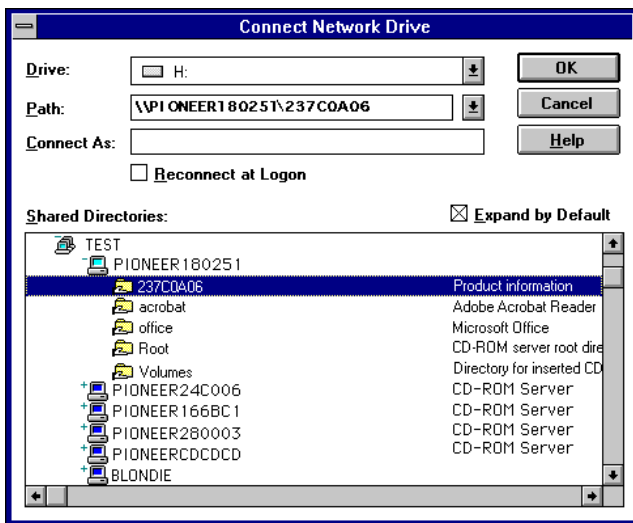 Connect Network Drive
Drive: H: OK
Path: \\PIONEER180251\237C0A06 Cancel
Connect As: Help
Reconnect at Logon
Shared Directories: Expand by Default
TEST
PIONEER180251
237C0A06 Product information
acrobat Adobe Acrobat Reader
office Microsoft Office
Root CD-ROM server root dire
Volumes Directory for inserted CD
PIONEER24C006 CD-ROM Server
PIONEER166BC1 CD-ROM Server
PIONEER280003 CD-ROM Server
PIONEERCDCDCD CD-ROM Server
BLONDIE